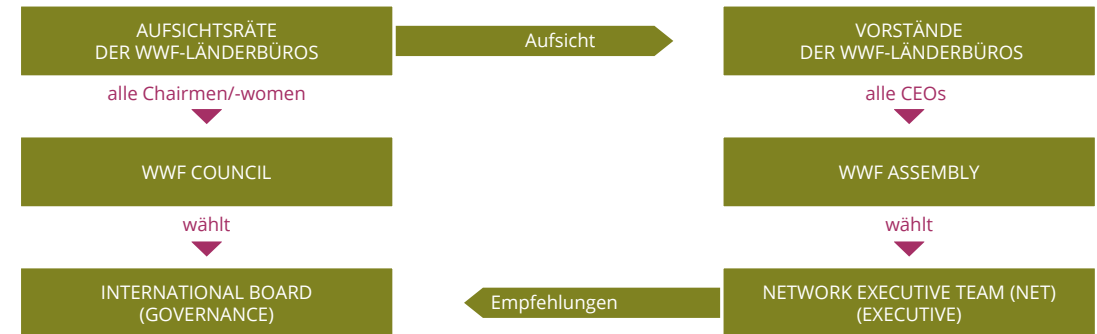 AUFSICHTSRÄTE
DER WWF-LÄNDERBÜROS
Aufsicht
VORSTÄNDE
DER WWF-LÄNDERBÜROS
alle Chairmen/-women
alle CEOs
WWF COUNCIL
WWF ASSEMBLY
wählt
wählt
INTERNATIONAL BOARD
(GOVERNANCE)
Empfehlungen
NETWORK EXECUTIVE TEAM (NET)
(EXECUTIVE)